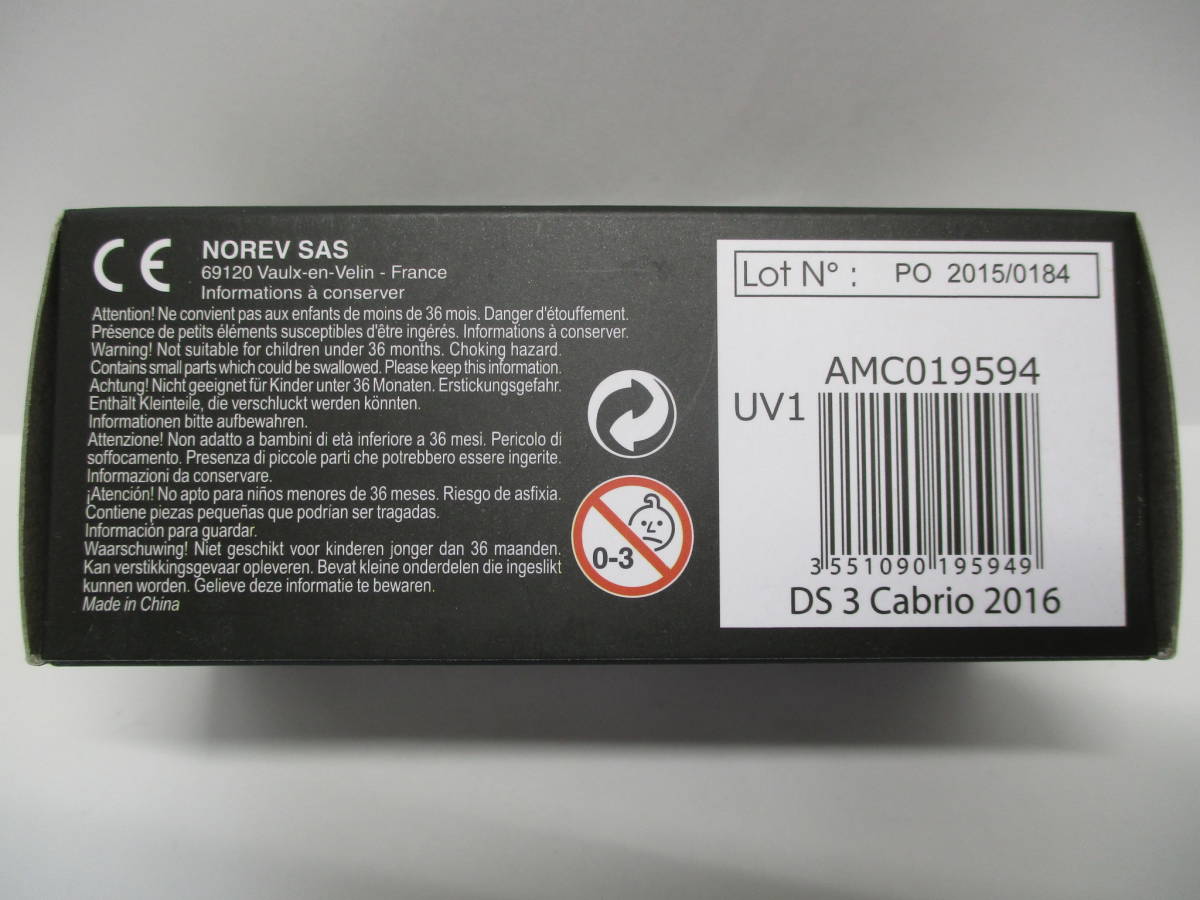 CE
NOREV SAS
69120 Vaulx-en-Velin - France
Informations à conserver
Attention! Ne convient pas aux enfants de moins de 36 mois. Danger d'étouffement.
Présence de petits éléments susceptibles d'être ingérés. Informations à conserver.
Warning! Not suitable for children under 36 months. Choking hazard.
Contains small parts which could be swallowed. Please keep this information.
Achtung! Nicht geeignet für Kinder unter 36 Monaten. Erstickungsgefahr.
Enthält Kleinteile, die verschluckt werden könnten.
Informationen bitte aufbewahren.
Attenzione! Non adatto a bambini di età inferiore a 36 mesi. Pericolo di
soffocamento. Presenza di piccole parti che potrebbero essere ingerite.
Informazioni da conservare.
¡Atención! No apto para niños menores de 36 meses. Riesgo de asfixia.
Contiene piezas pequeñas que podrían ser tragadas.
Información para guardar.
Waarschuwing! Niet geschikt voor kinderen jonger dan 36 maanden.
Kan verstikkingsgevaar opleveren. Bevat kleine onderdelen die ingeslikt
kunnen worden. Gelieve deze informatie te bewaren.
Made in China
0-3
Lot N° : PO 2015/0184
AMC019594
UV1
3 551090 195949
DS 3 Cabrio 2016